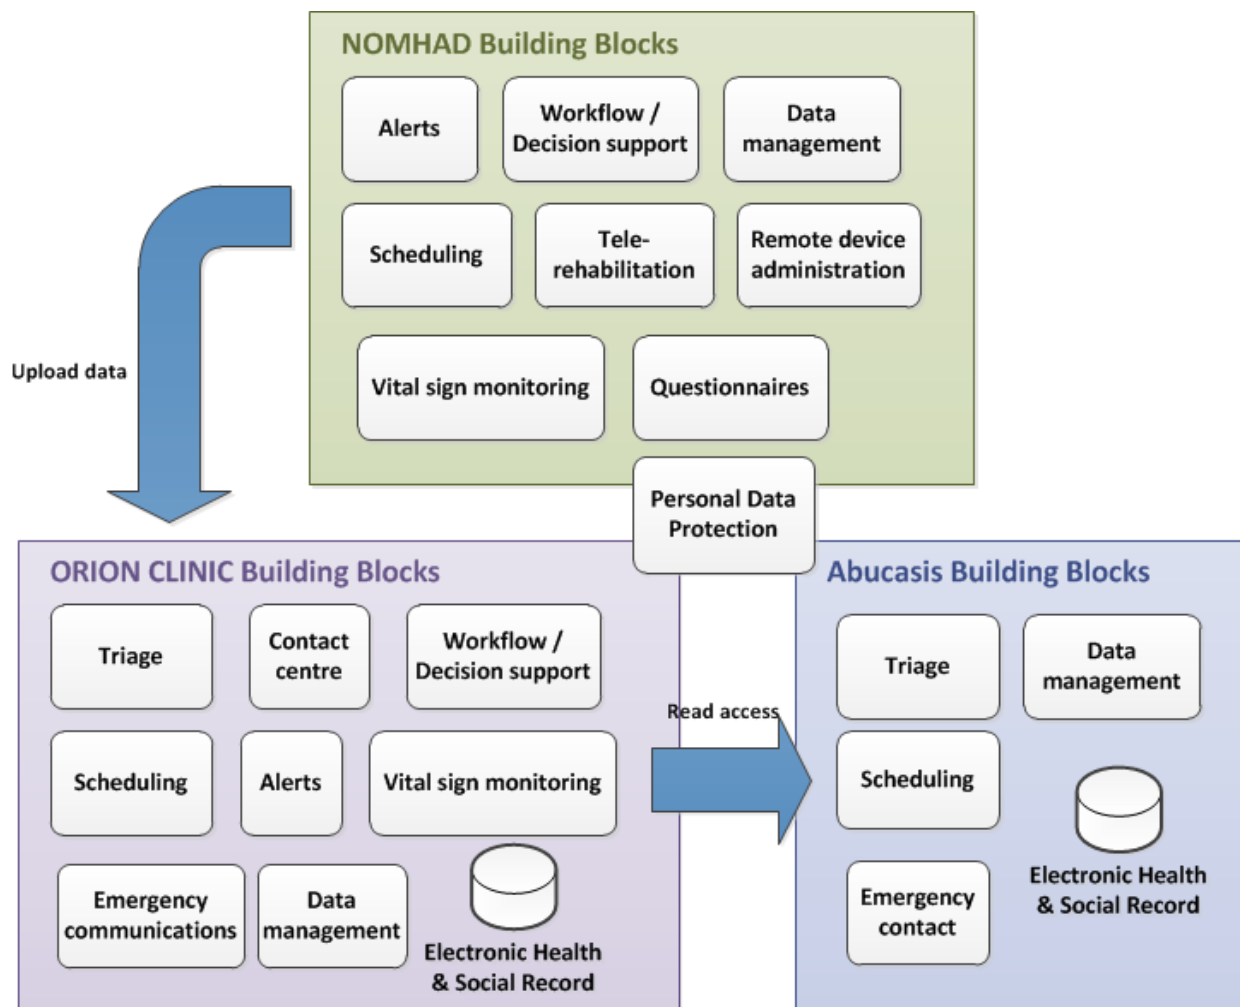 NOMHAD Building Blocks
Alerts
Workflow /
Decision support
Data
management
Scheduling
Tele-
rehabilitation
Remote device
administration
Vital sign monitoring
Questionnaires
Upload data
Personal Data
Protection
ORION CLINIC Building Blocks
Triage
Contact
centre
Workflow /
Decision support
Scheduling
Alerts
Vital sign monitoring
Emergency
communications
Data
management
Electronic Health
& Social Record
Read access
Abucasis Building Blocks
Triage
Data
management
Scheduling
Electronic Health
& Social Record
Emergency
contact